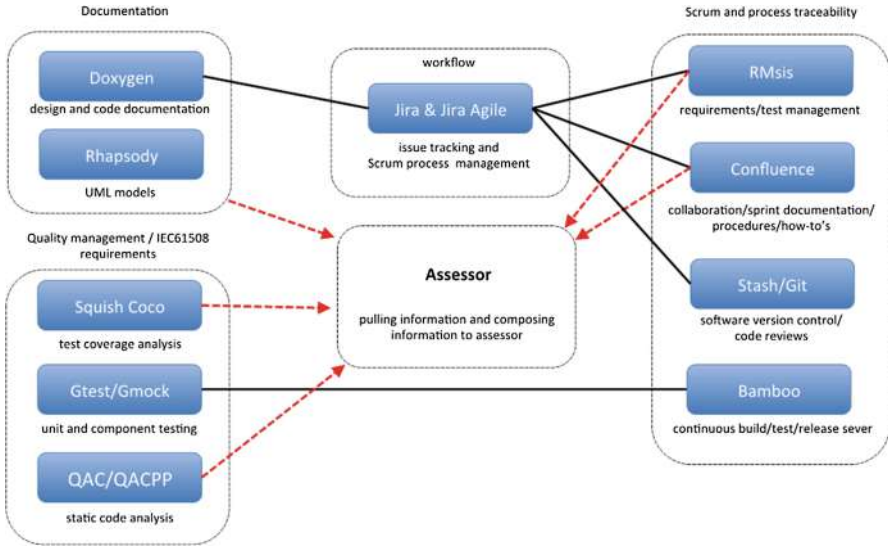 Documentation
Doxygen
design and code documentation
Rhapsody
UML models
Quality management / IEC61508
requirements
Squish Coco
test coverage analysis
Gtest/Gmock
unit and component testing
QAC/QACPP
static code analysis
workflow
Jira & Jira Agile
issue tracking and
Scrum process management
Assessor
pulling information and composing
information to assessor
Scrum and process traceability
RMsis
requirements/test management
Confluence
collaboration/sprint documentation/
procedures/how-to's
Stash/Git
software version control/
code reviews
Bamboo
continuous build/test/release sever